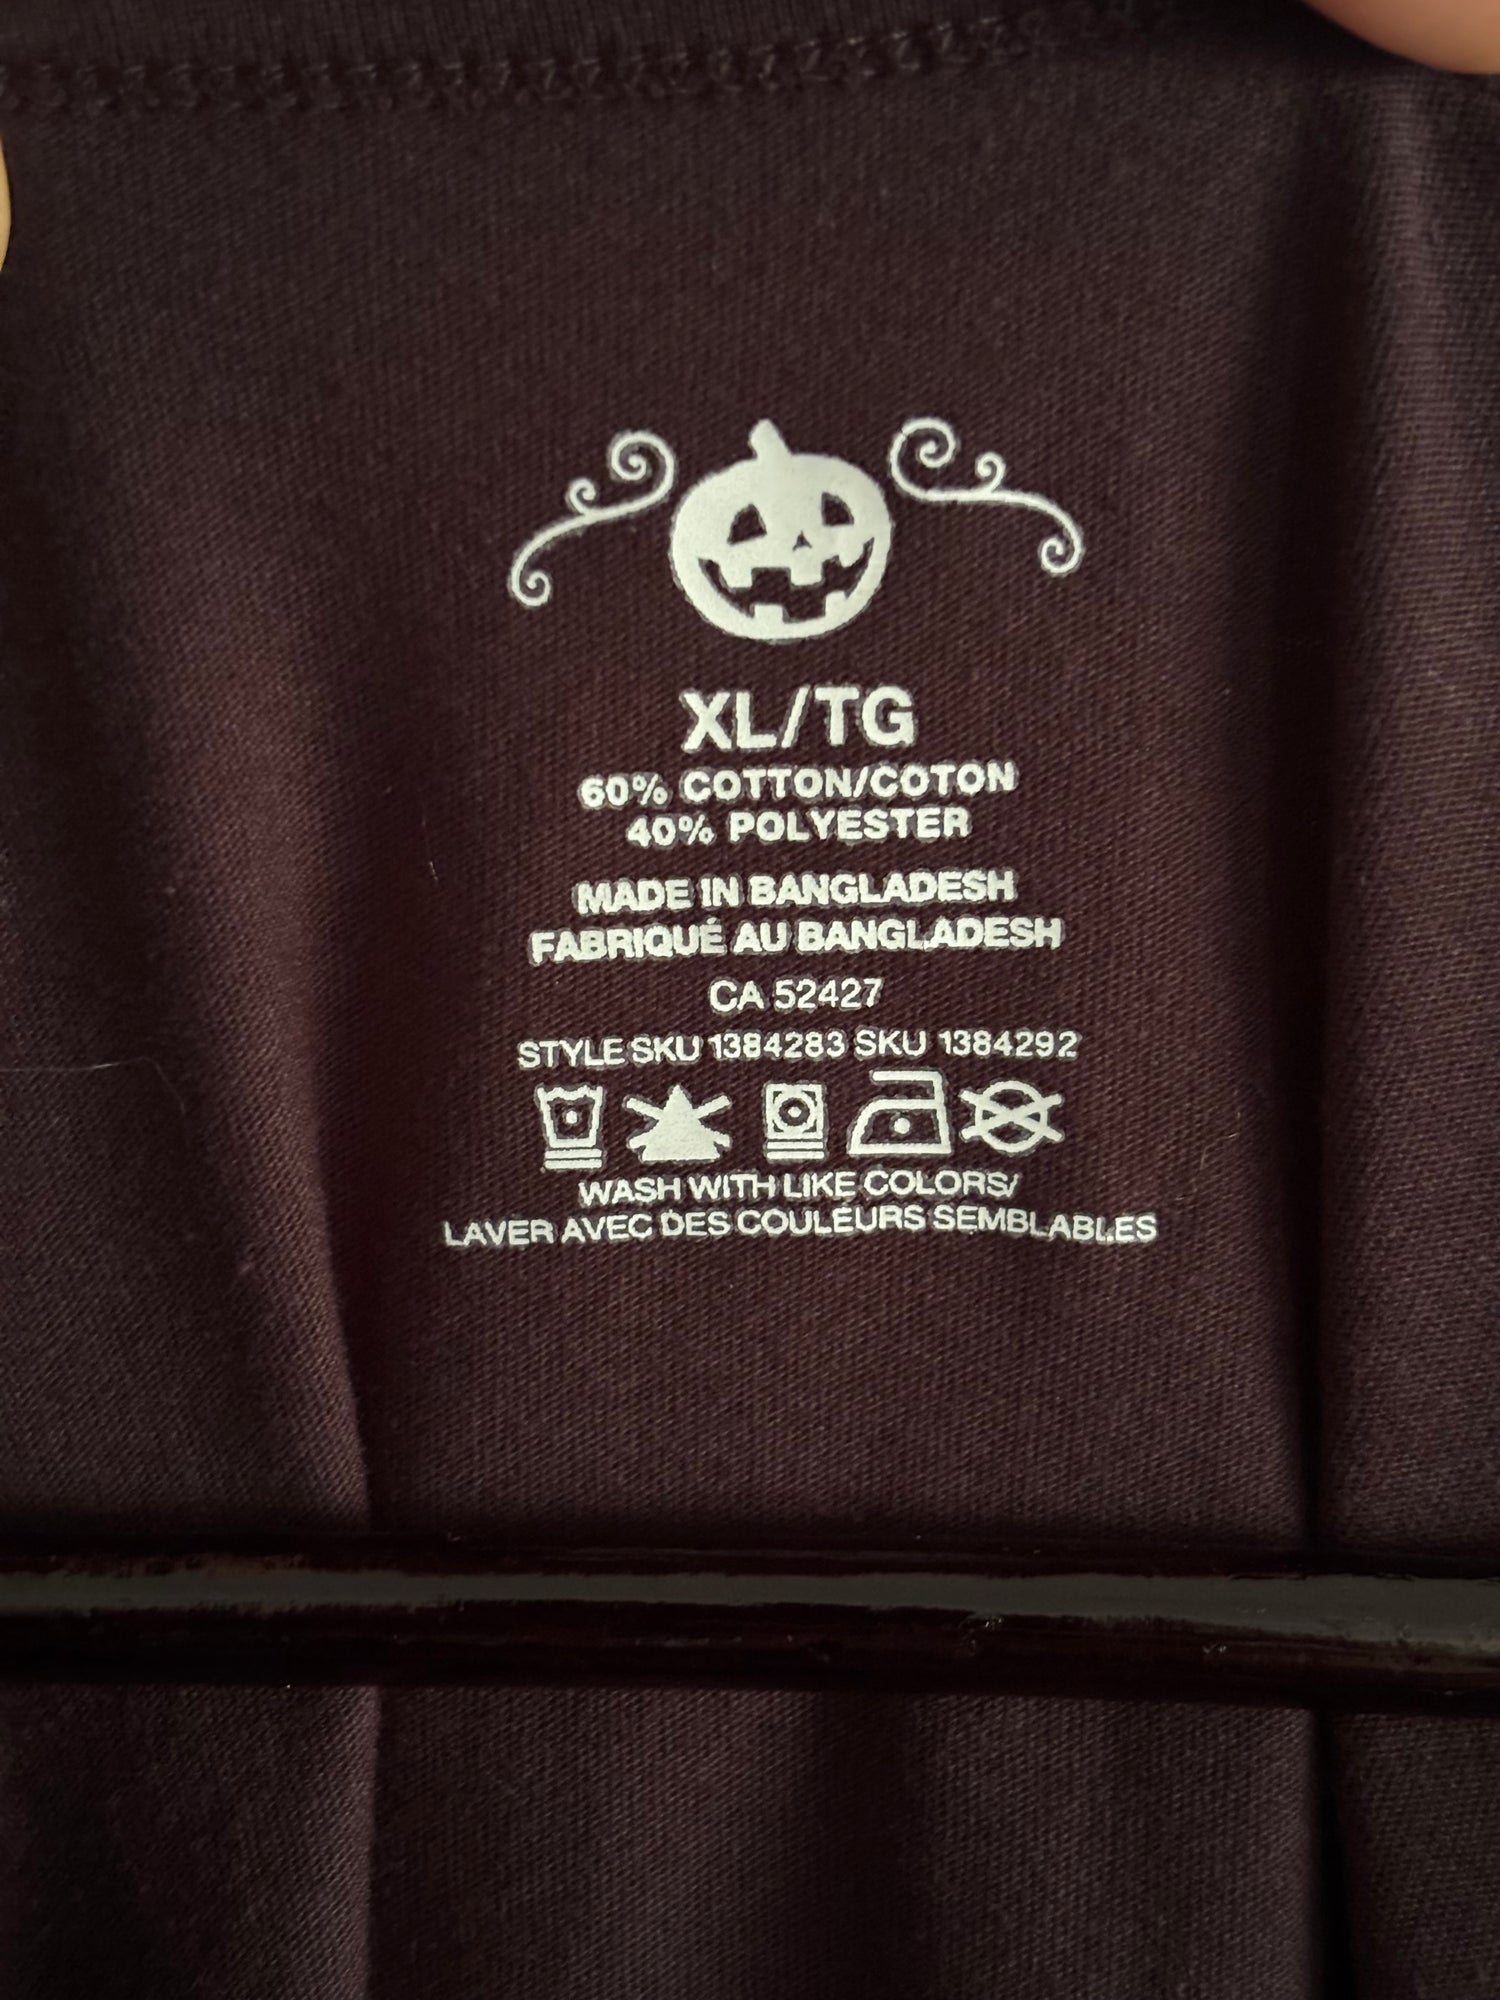 XL/TG
60% COTTON/COTON
40% POLYESTER
MADE IN BANGLADESH
FABRIQUÉ AU BANGLADESH
CA 52427
STYLE SKU 1384283 SKU 1384292
WASH WITH LIKE COLORS/
LAVER AVEC DES COULEURS SEMBLABLES